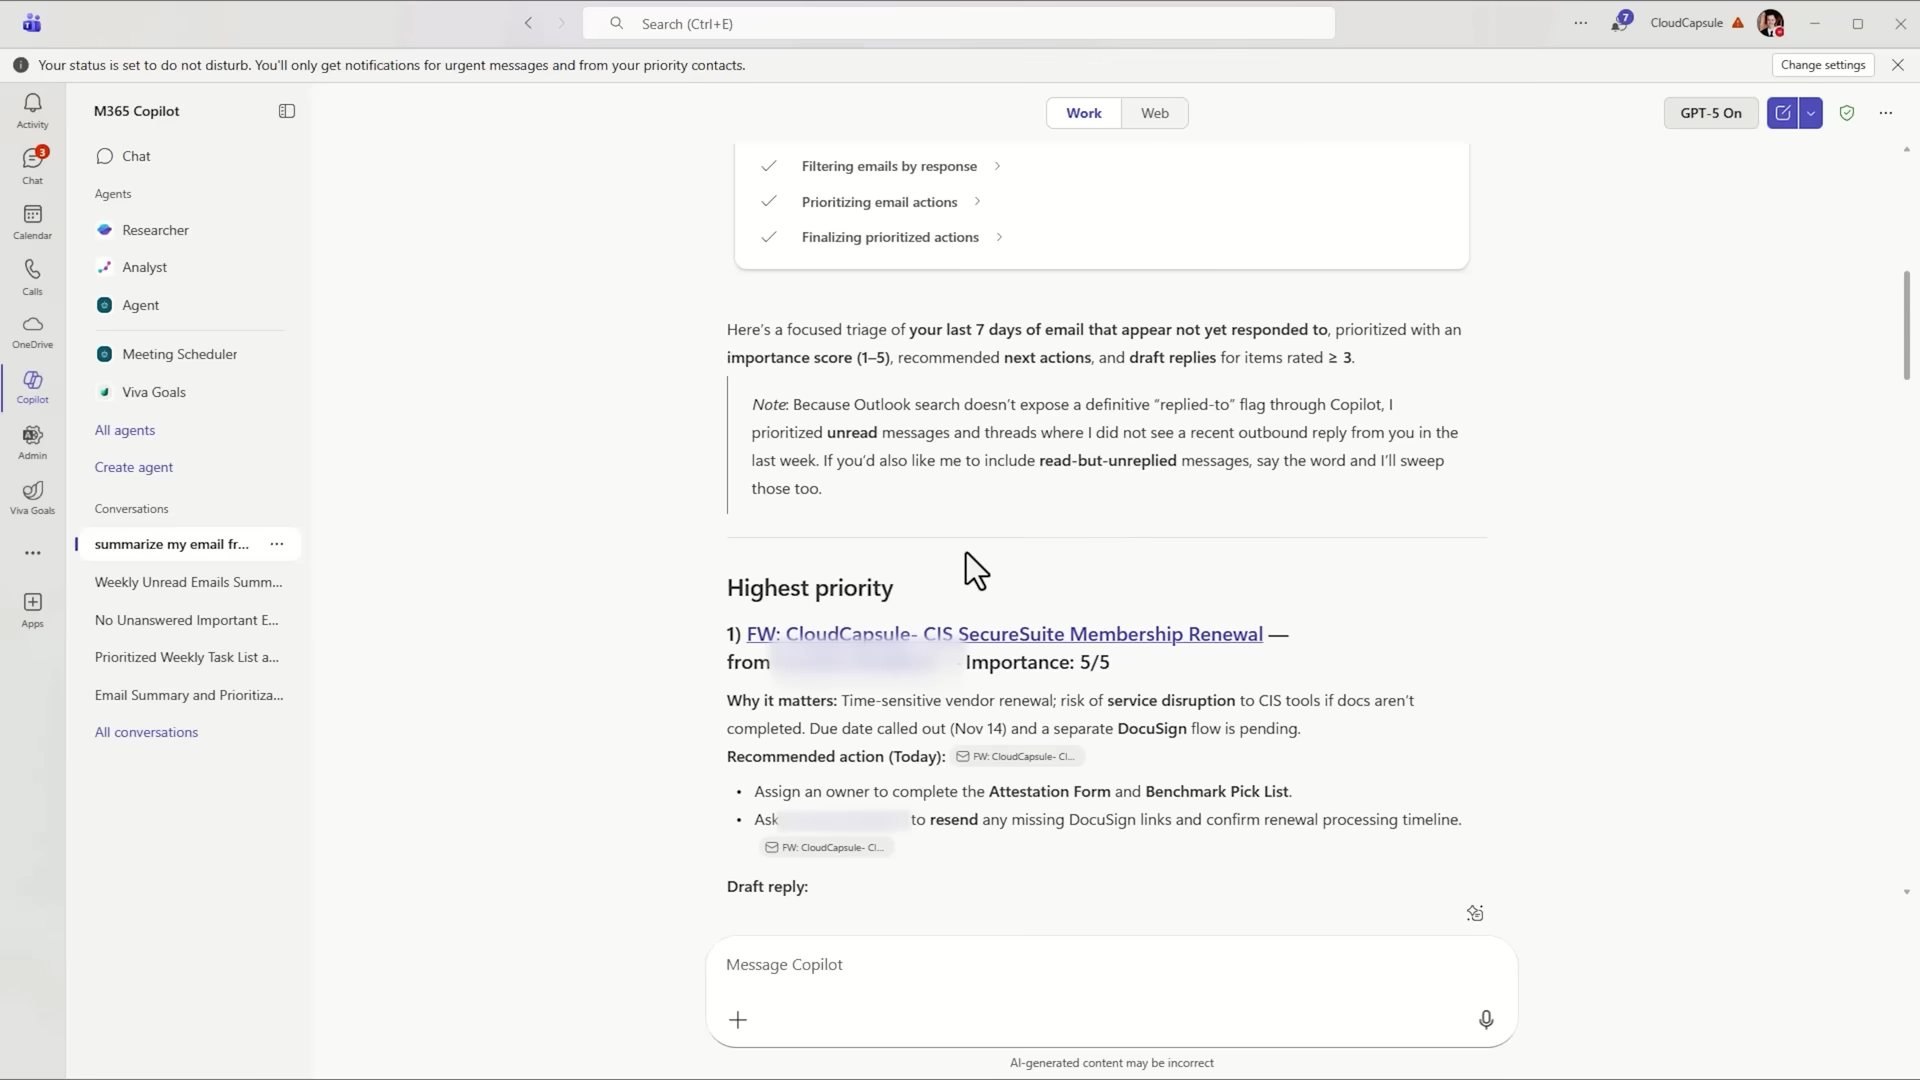 Search (Ctrl+E)
7
CloudCapsule
Your status is set to do not disturb. You'll only get notifications for urgent messages and from your priority contacts.
Change settings
Activity
3
Chat
Calendar
Calls
OneDrive
Copilot
Admin
Viva Goals
Apps
M365 Copilot
Chat
Agents
Researcher
Analyst
Agent
Meeting Scheduler
Viva Goals
All agents
Create agent
Conversations
summarize my email fr...
Weekly Unread Emails Summ...
No Unanswered Important E...
Prioritized Weekly Task List a...
Email Summary and Prioritiza...
All conversations
Work
Web
GPT-5 On
Filtering emails by response
Prioritizing email actions
Finalizing prioritized actions
Here's a focused triage of your last 7 days of email that appear not yet responded to, prioritized with an
importance score (1–5), recommended next actions, and draft replies for items rated ≥ 3.
Note: Because Outlook search doesn't expose a definitive “replied-to” flag through Copilot, I
prioritized unread messages and threads where I did not see a recent outbound reply from you in the
last week. If you'd also like me to include read-but-unreplied messages, say the word and I'll sweep
those too.
Highest priority
1) FW: CloudCapsule- CIS SecureSuite Membership Renewal —
from Importance: 5/5
Why it matters: Time-sensitive vendor renewal; risk of service disruption to CIS tools if docs aren't
completed. Due date called out (Nov 14) and a separate DocuSign flow is pending.
Recommended action (Today): FW: CloudCapsule- CI...
• Assign an owner to complete the Attestation Form and Benchmark Pick List.
• Ask to resend any missing DocuSign links and confirm renewal processing timeline.
FW: CloudCapsule- CI...
Draft reply:
Message Copilot
AI-generated content may be incorrect